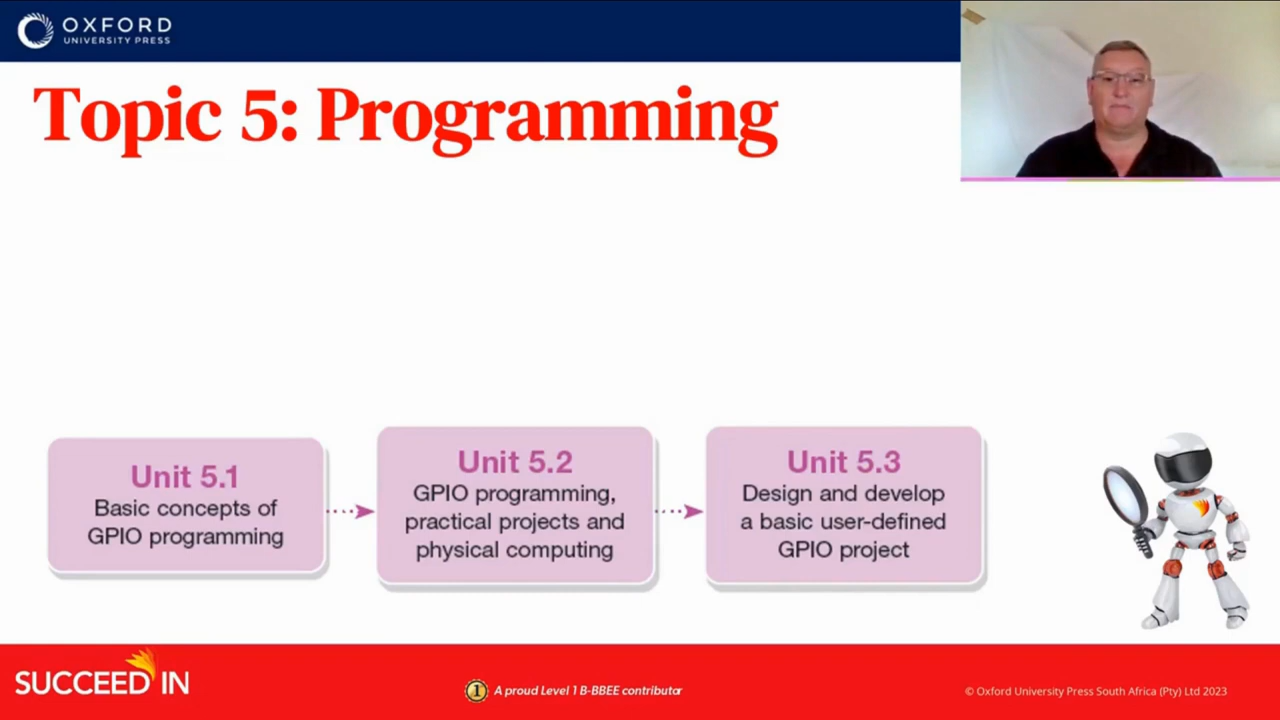 OXFORD
UNIVERSITY PRESS
Topic 5: Programming
Unit 5.1
Basic concepts of
GPIO programming
Unit 5.2
GPIO programming,
practical projects and
physical computing
Unit 5.3
Design and develop
a basic user-defined
GPIO project
SUCCEED IN
1
A proud Level 1 B-BBEE contributor
© Oxford University Press South Africa (Pty) Ltd 2023